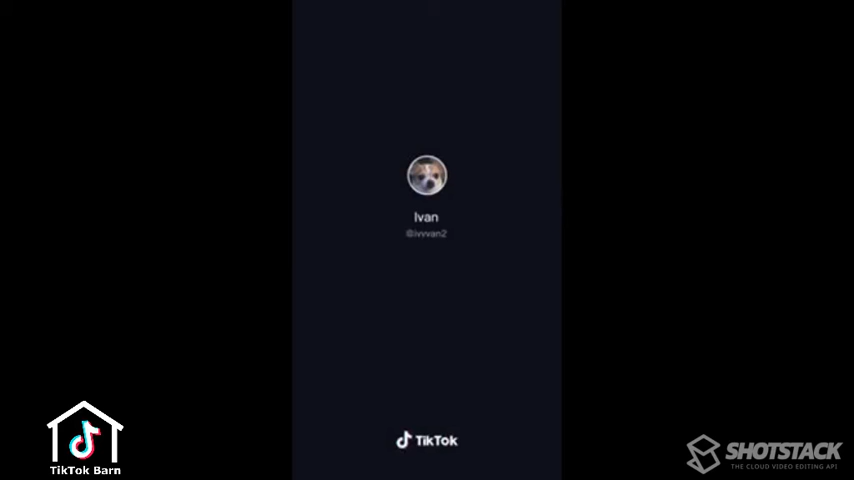 Ivan
@ivvvan2
TikTok
TikTok Barn
SHOTSTACK
THE CLOUD VIDEO EDITING API